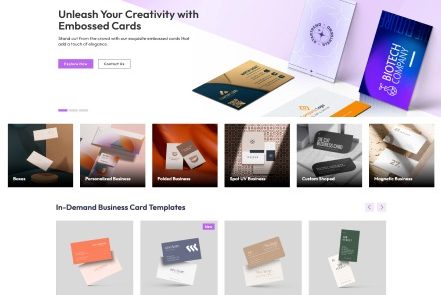 Unleash Your Creativity with
Embossed Cards
Stand out from the crowd with our exquisite embossed cards that
add a touch of elegance.
Explore Now
Contact Us
BIOTECH
COMPANY
Boxes
Personalized Business
Folded Business
Spot UV Business
Custom Shaped
Magnetic Business
In-Demand Business Card Templates
New